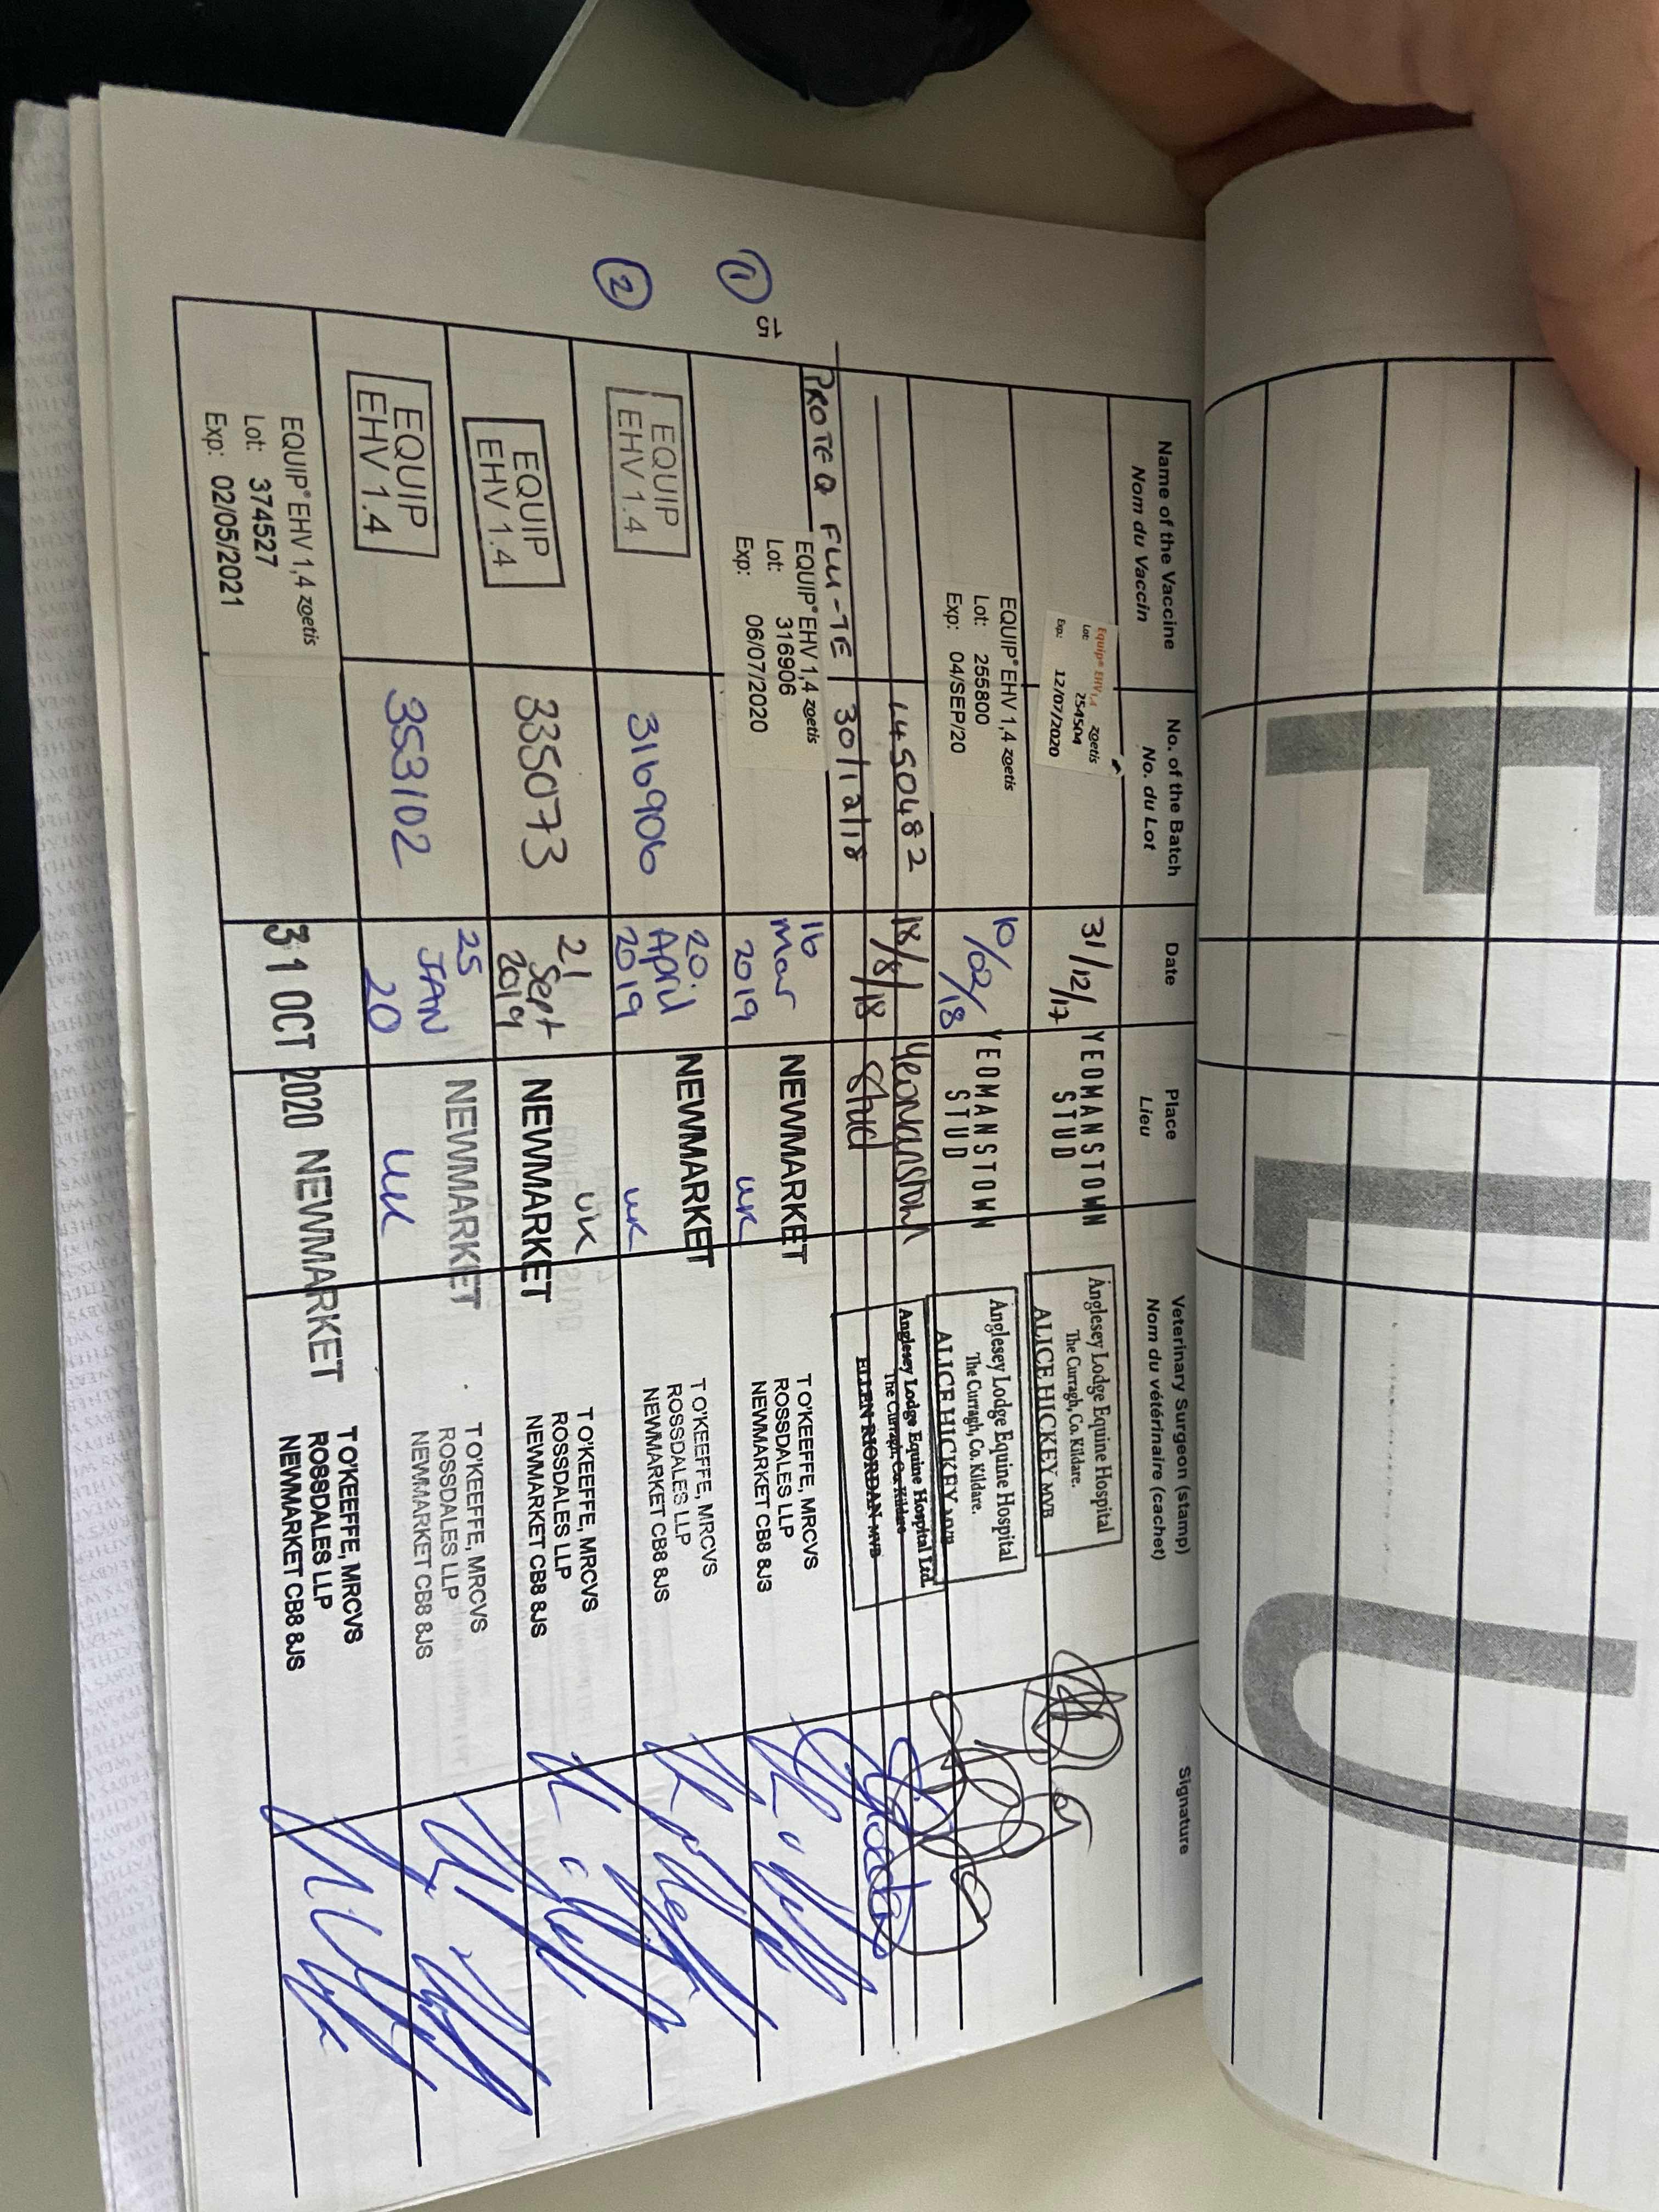 Name of the Vaccine
Nom du Vaccin
No. of the Batch
No. du Lot
Date
Place
Lieu
Veterinary Surgeon (stamp)
Nom du vétérinaire (cachet)
Signature
Equip® EHV 1,4 zoetis
Lot: 254504
Exp: 12/07/2020
31/12/17
YEOMANSTOWN
STUD
Anglesey Lodge Equine Hospital
The Curragh, Co. Kildare.
ALICE HICKEY MVB
EQUIP® EHV 1,4 zoetis
Lot: 255800
Exp: 04/SEP/20
10/02/18
YEOMANSTOWN
STUD
Anglesey Lodge Equine Hospital
The Curragh, Co. Kildare.
ALICE HICKEY MVB
1450482
18/8/18
Yeomanstown
Stud
Anglesey Lodge Equine Hospital Ltd.
The Curragh, Co. Kildare
ELLEN RIORDAN MVB
PROTEQ FLU-TE 30/12/18
①
EQUIP® EHV 1,4 zoetis
Lot: 316906
Exp: 06/07/2020
16
Mar
2019
NEWMARKET
UK
T O'KEEFFE, MRCVS
ROSSDALES LLP
NEWMARKET CB8 8JS
②
EQUIP
EHV 1.4
316906
20
April
2019
NEWMARKET
UK
T O'KEEFFE, MRCVS
ROSSDALES LLP
NEWMARKET CB8 8JS
EQUIP
EHV 1.4
335073
21
Sept
2019
UK
NEWMARKET
T O'KEEFFE, MRCVS
ROSSDALES LLP
NEWMARKET CB8 8JS
EQUIP
EHV 1.4
353102
25
JAN
20
NEWMARKET
UK
T O'KEEFFE, MRCVS
ROSSDALES LLP
NEWMARKET CB8 8JS
EQUIP® EHV 1,4 zoetis
Lot: 374527
Exp: 02/05/2021
31 OCT 2020
NEWMARKET
T O'KEEFFE, MRCVS
ROSSDALES LLP
NEWMARKET CB8 8JS
FLU